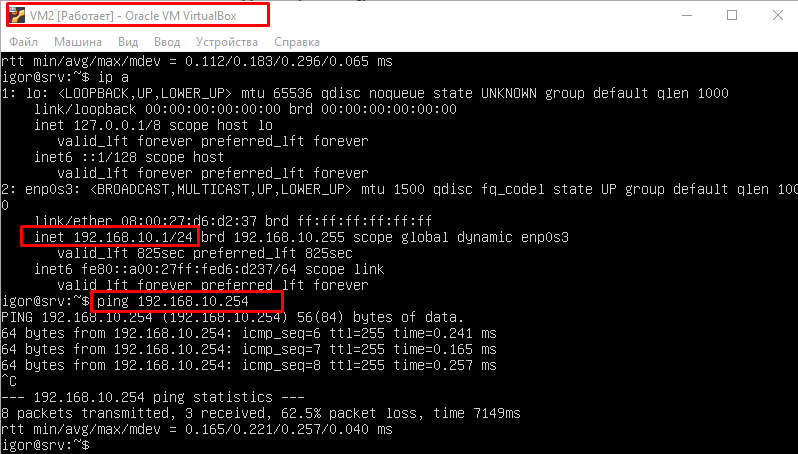 VM2 [Работает] - Oracle VM VirtualBox
Файл Машина Вид Ввод Устройства Справка
rtt min/avg/max/mdev = 0.112/0.183/0.296/0.065 ms
igor@srv:~$ ip a
1: lo: <LOOPBACK,UP,LOWER_UP> mtu 65536 qdisc noqueue state UNKNOWN group default qlen 1000
link/loopback 00:00:00:00:00:00 brd 00:00:00:00:00:00
inet 127.0.0.1/8 scope host lo
valid_lft forever preferred_lft forever
inet6 ::1/128 scope host
valid_lft forever preferred_lft forever
2: enp0s3: <BROADCAST,MULTICAST,UP,LOWER_UP> mtu 1500 qdisc fq_codel state UP group default qlen 100
0
link/ether 08:00:27:d6:d2:37 brd ff:ff:ff:ff:ff:ff
inet 192.168.10.1/24 brd 192.168.10.255 scope global dynamic enp0s3
valid_lft 825sec preferred_lft 825sec
inet6 fe80::a00:27ff:fed6:d237/64 scope link
valid_lft forever preferred_lft forever
igor@srv:~$ ping 192.168.10.254
PING 192.168.10.254 (192.168.10.254) 56(84) bytes of data.
64 bytes from 192.168.10.254: icmp_seq=6 ttl=255 time=0.241 ms
64 bytes from 192.168.10.254: icmp_seq=7 ttl=255 time=0.165 ms
64 bytes from 192.168.10.254: icmp_seq=8 ttl=255 time=0.257 ms
^C
--- 192.168.10.254 ping statistics ---
8 packets transmitted, 3 received, 62.5% packet loss, time 7149ms
rtt min/avg/max/mdev = 0.165/0.221/0.257/0.040 ms
igor@srv:~$